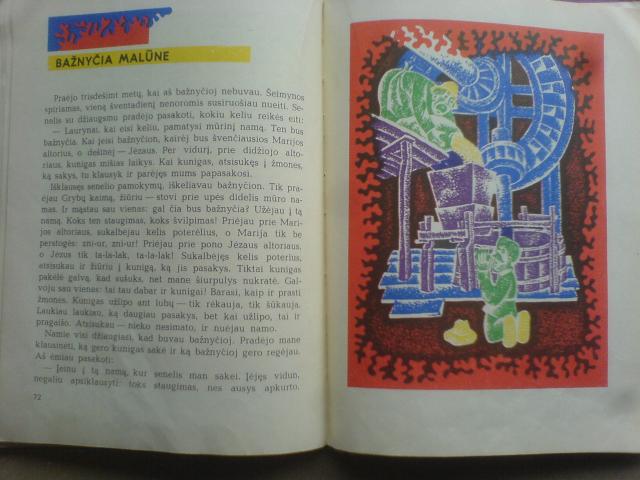 BAŽNYČIA MALŪNE
Praėjo trisdešimt metų, kai aš bažnyčioj nebuvau. Šeimynos
spiriamas, vieną šventadienį nenoromis susiruošiau nueiti. Se-
nelis su džiaugsmu pradėjo pasakoti, kokiu keliu reikės eiti:
— Laurynai, kai eisi keliu, pamatysi mūrinį namą. Ten bus
bažnyčia. Kai įeisi bažnyčion, kairėj bus švenčiausios Marijos
altorius, o dešinėj — Jėzaus. Per vidurį, prie didžiojo alto-
riaus, kunigas mišias laikys. Kai kunigas, atsisukęs į žmones,
ką sakys, tu klausyk ir parėjęs mums papasakosi.
Išklausęs senelio pamokymų, iškeliavau bažnyčion. Tik pra-
ėjau Grybų kaimą, žiūriu — stovi prie upės didelis mūro na-
mas. Ir mąstau sau vienas: gal čia bus bažnyčia? Užėjau į tą
namą. Koks ten staugimas, koks švilpimas! Priėjau prie Mari-
jos altoriaus, sukalbėjau kelis poterėlius, o Marija tik be
perstogės: zni-ur, zni-ur! Priėjau prie pono Jėzaus altoriaus,
o Jėzus tik ta-la-lak, ta-la-lak! Sukalbėjęs kelis poterius,
atsisukau ir žiūriu į kunigą, ką jis pasakys. Tiktai kunigas
pakėlė galvą, kad sušuks, net mane šiurpulys nukratė. Gal-
voju sau vienas: tai tau dabar ir kunigai! Barasi, kaip ir prasti
žmonės. Kunigas užlipo ant lubų — tik rėkauja, tik šūkauja.
Laukiau laukiau, ką daugiau pasakys, bet kai užlipo, tai ir
pragaišo. Atsisukau — nieko nesimato, ir nuėjau namo.
Namie visi džiaugiasi, kad buvau bažnyčioj. Pradėjo mane
klausinėti, ką gero kunigas sakė ir ką bažnyčioj gero regėjau.
Aš ėmiau pasakoti:
— Įeinu į tą namą, kur senelis man sakei. Įėjęs vidun,
negaliu apsiklausyti: toks staugimas, net ausys apkurto.
72